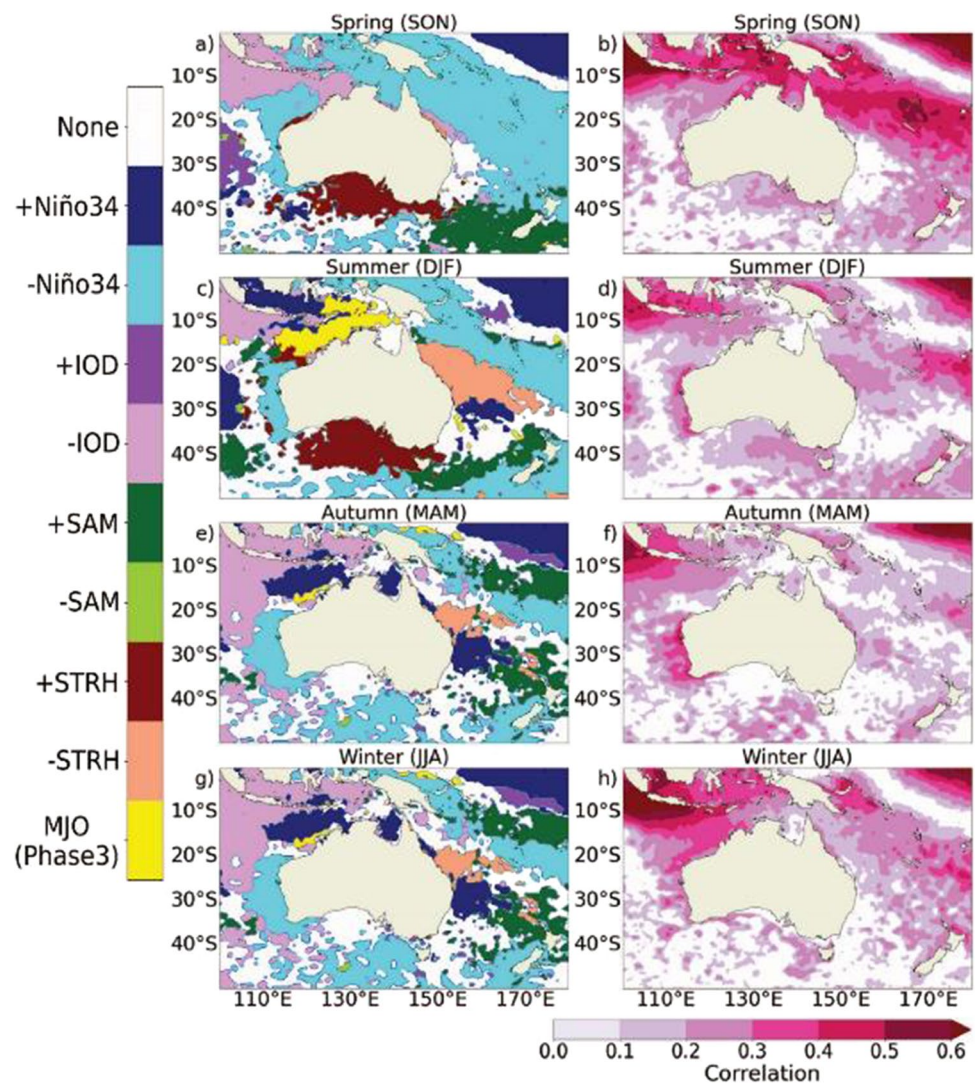 Spring (SON)
Spring (SON)
a)
b)
10°S
20°S
30°S
40°S
10°S
20°S
30°S
40°S
Summer (DJF)
Summer (DJF)
c)
d)
10°S
20°S
30°S
40°S
10°S
20°S
30°S
40°S
Autumn (MAM)
Autumn (MAM)
e)
f)
10°S
20°S
30°S
40°S
10°S
20°S
30°S
40°S
Winter (JJA)
Winter (JJA)
g)
h)
10°S
20°S
30°S
40°S
10°S
20°S
30°S
40°S
110°E 130°E 150°E 170°E
110°E 130°E 150°E 170°E
None
+Niño34
-Niño34
+IOD
-IOD
+SAM
-SAM
+STRH
-STRH
MJO
(Phase3)
0.0 0.1 0.2 0.3 0.4 0.5 0.6
Correlation